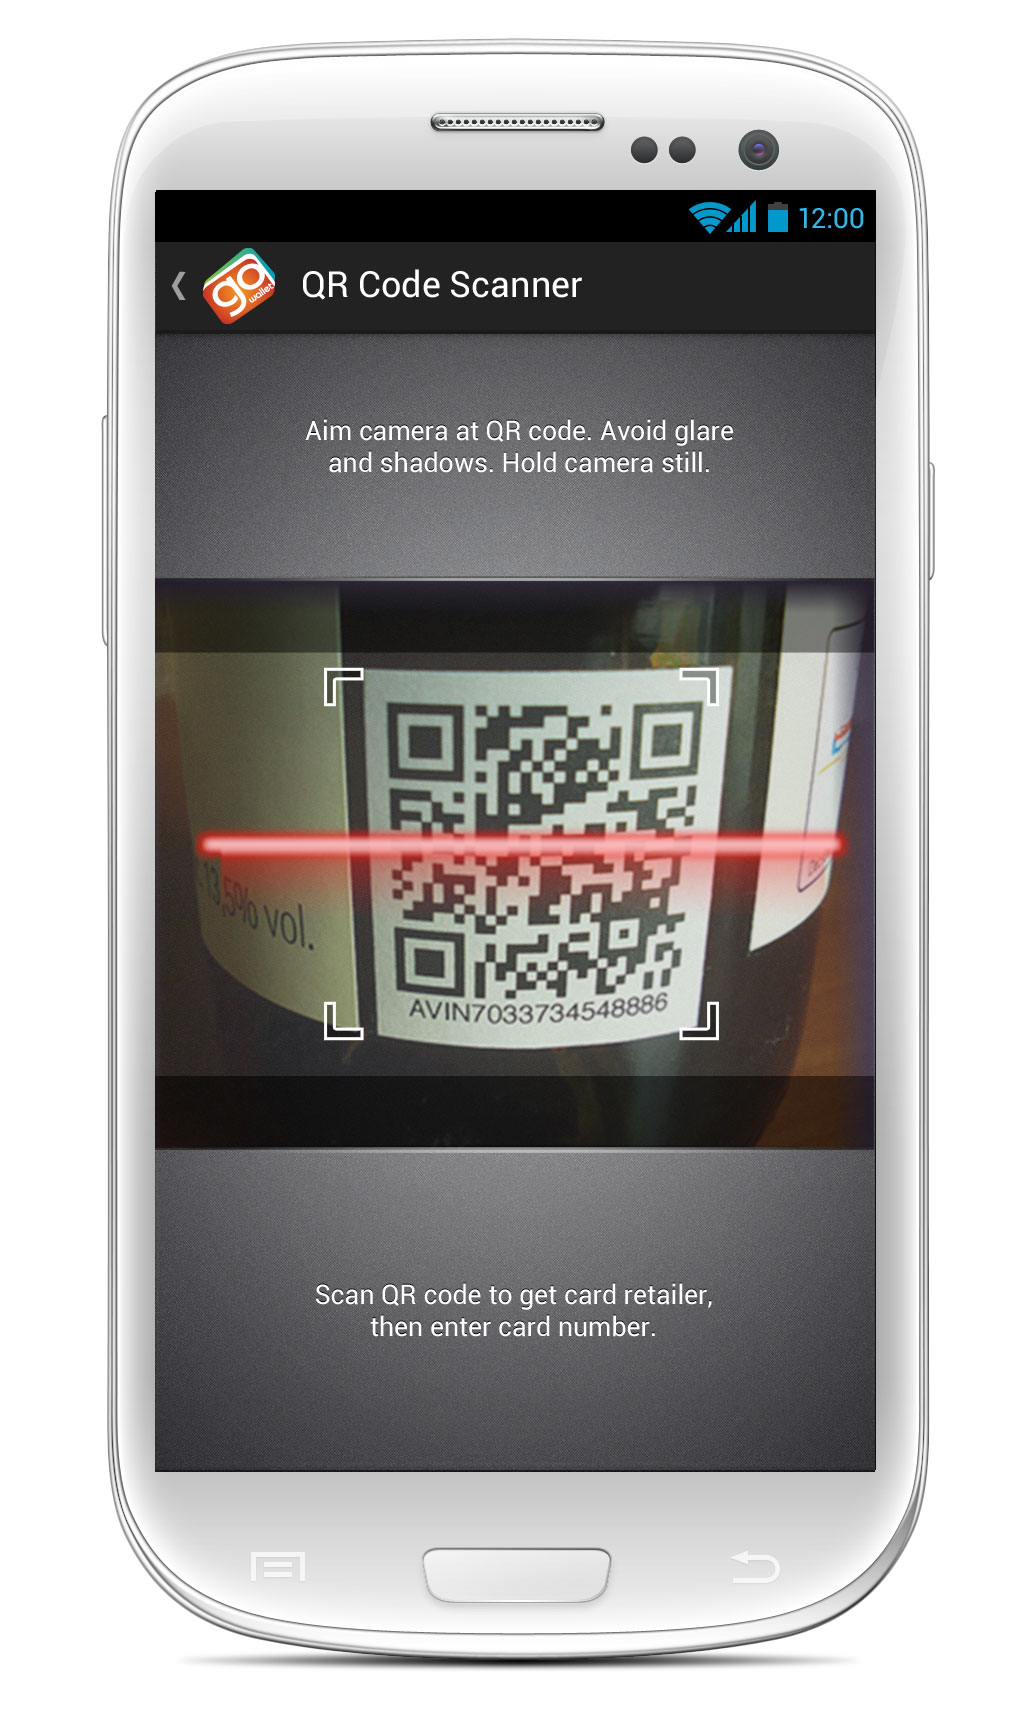 12:00
go
wallet
QR Code Scanner
Aim camera at QR code. Avoid glare
and shadows. Hold camera still.
13,5% vol.
AVIN7033734548886
Scan QR code to get card retailer,
then enter card number.